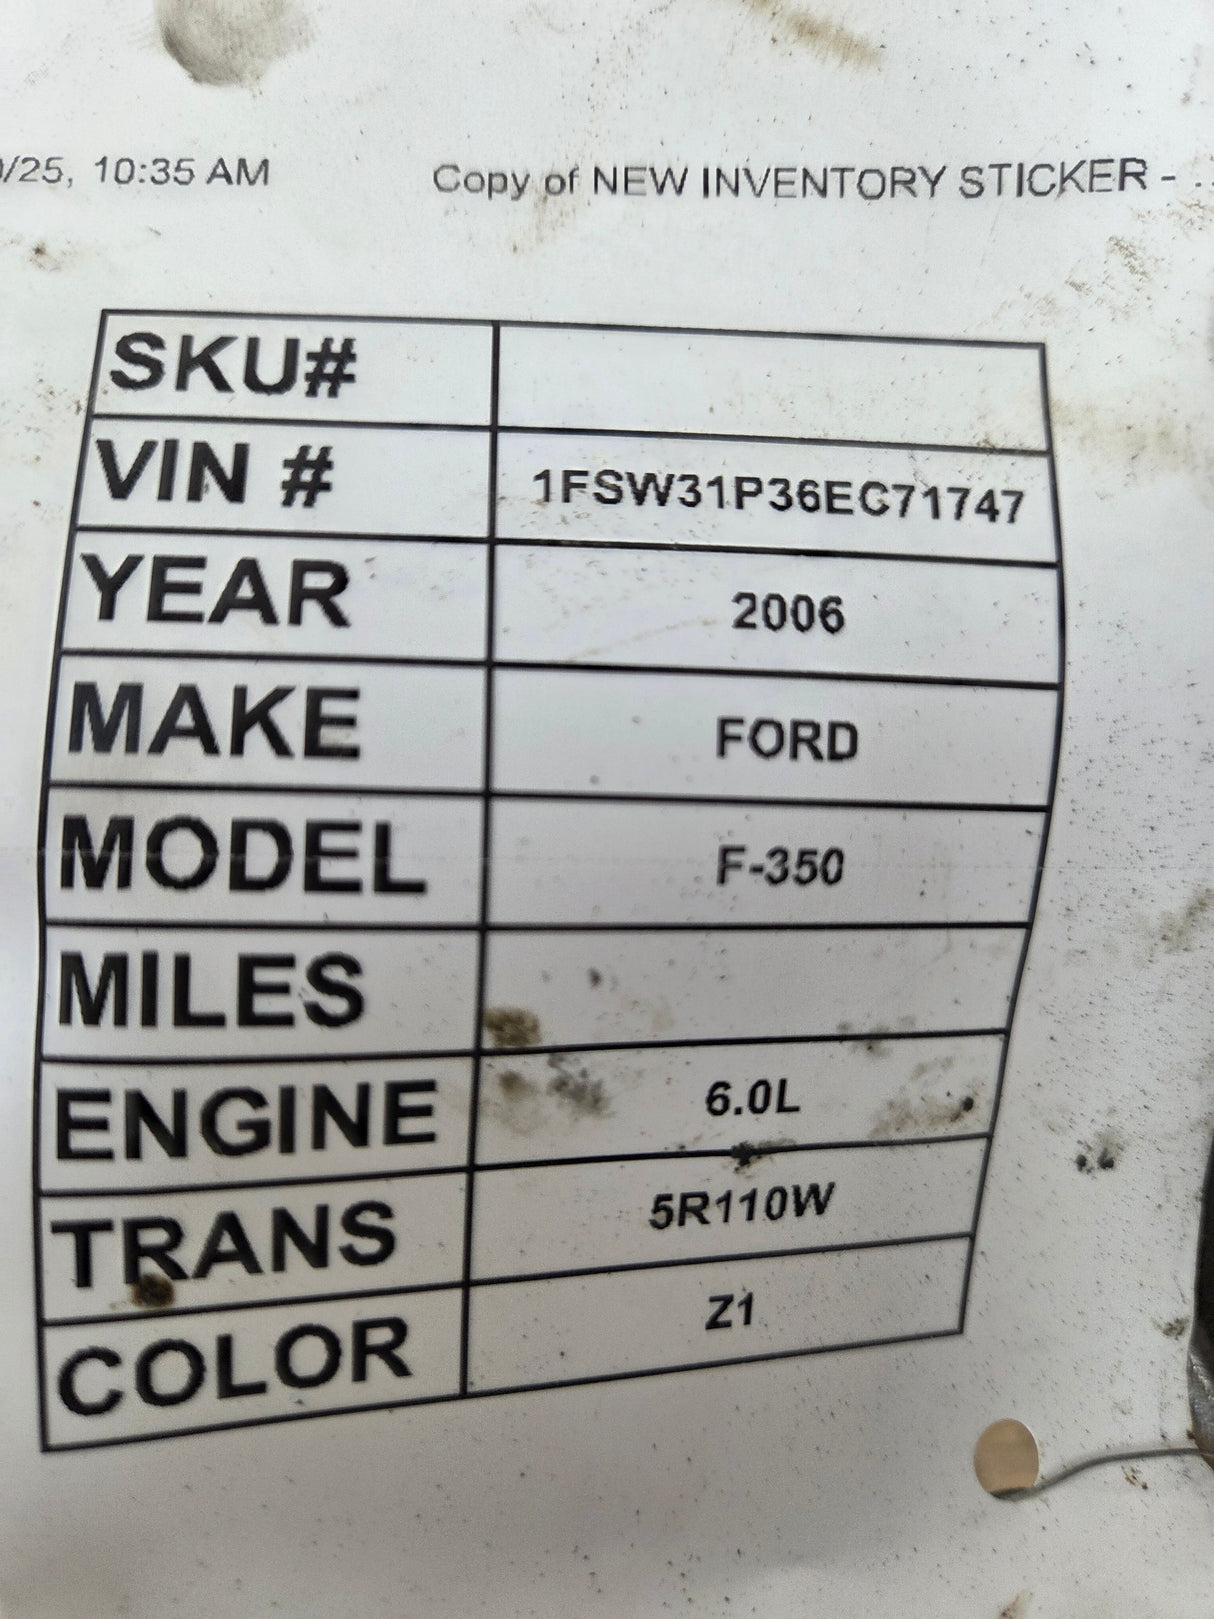 /25, 10:35 AM Copy of NEW INVENTORY STICKER - ..
SKU#
VIN # 1FSW31P36EC71747
YEAR 2006
MAKE FORD
MODEL F-350
MILES
ENGINE 6.0L
TRANS 5R110W
COLOR Z1